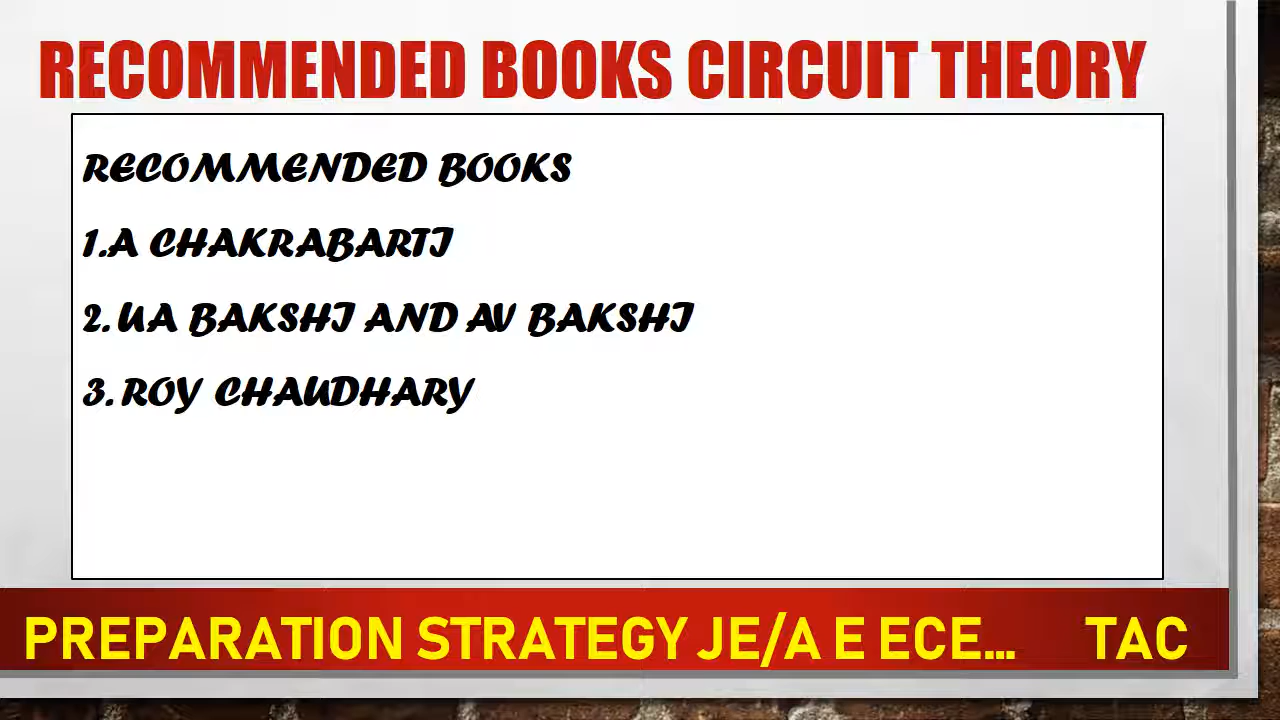 RECOMMENDED BOOKS CIRCUIT THEORY
RECOMMENDED BOOKS
1.A CHAKRABARTI
2. UA BAKSHI AND AV BAKSHI
3. ROY CHAUDHARY
PREPARATION STRATEGY JE/A E ECE... TAC